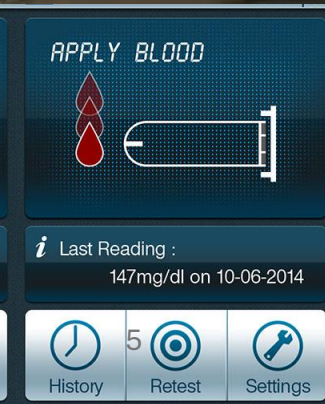 APPLY BLOOD
i Last Reading :
147mg/dl on 10-06-2014
5
History Retest Settings